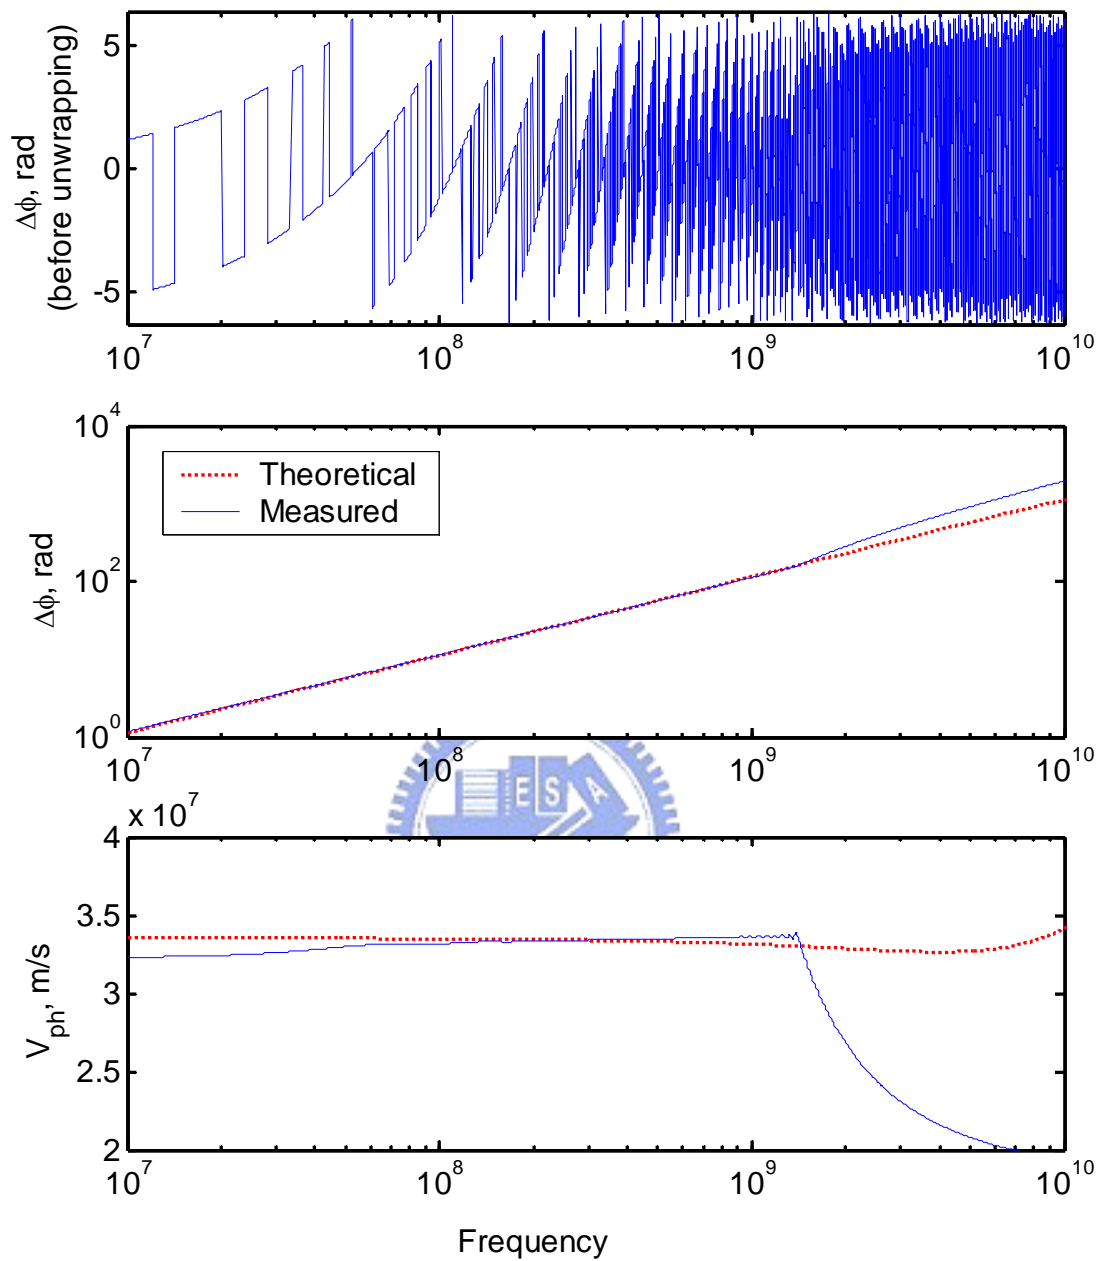 Δφ, rad
(before unwrapping)
5
0
-5
10^7
10^8
10^9
10^10
Δφ, rad
10^4
10^2
10^0
Theoretical
Measured
10^7
10^8
10^9
10^10
E S A
x 10^7
V_ph, m/s
4
3.5
3
2.5
2
10^7
10^8
10^9
10^10
Frequency